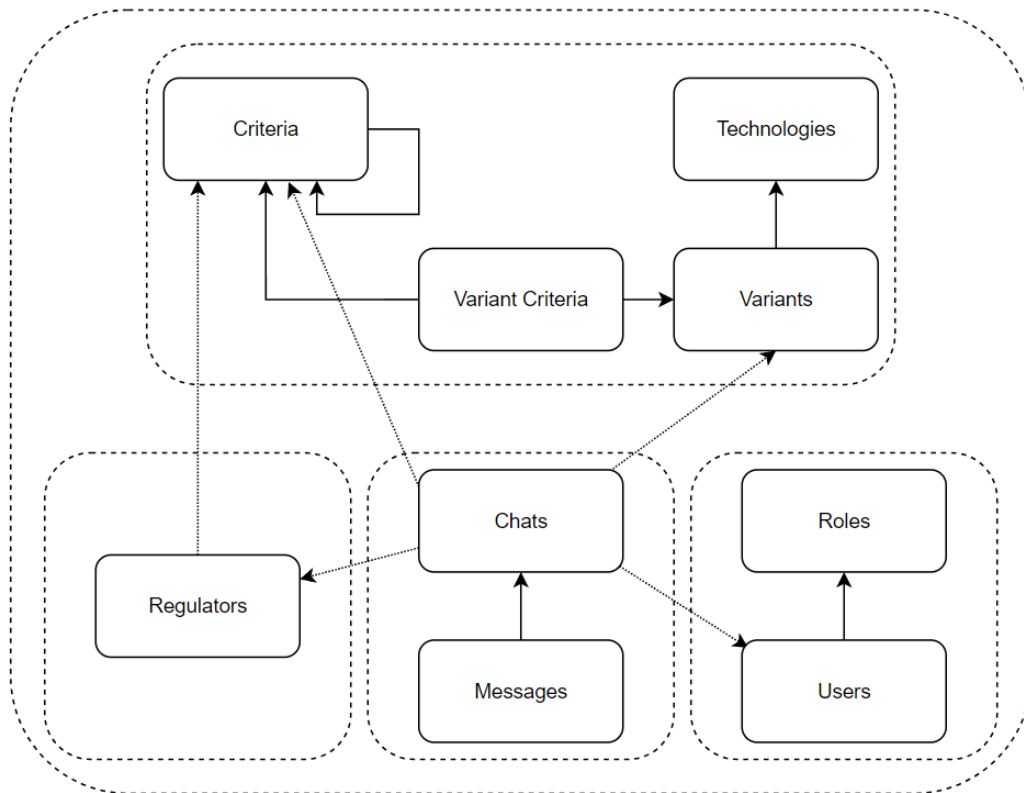 Criteria
Technologies
Variant Criteria
Variants
Chats
Roles
Regulators
Messages
Users